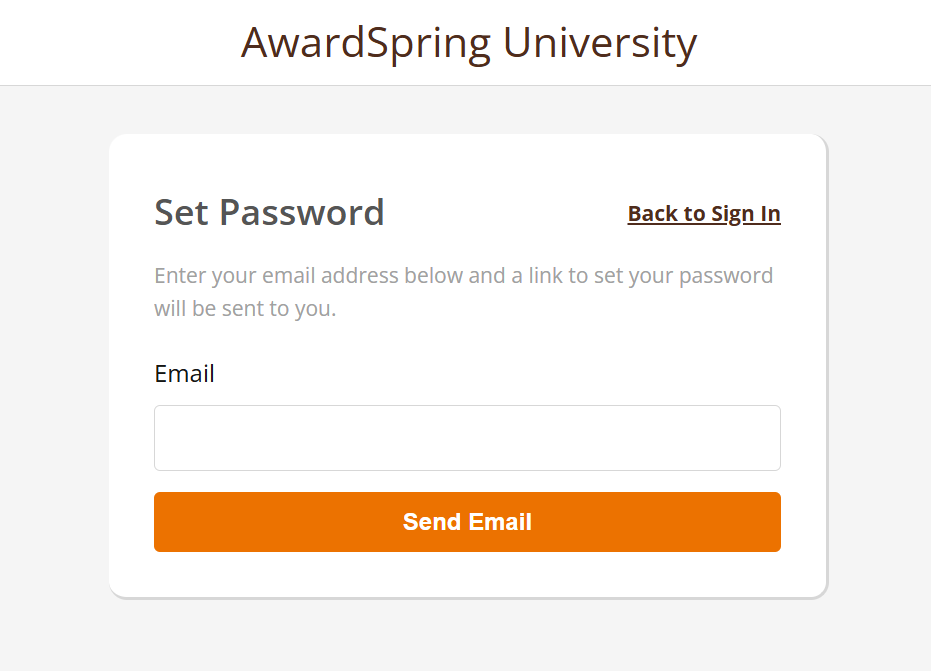 AwardSpring University
Set Password
Back to Sign In
Enter your email address below and a link to set your password
will be sent to you.
Email
Send Email